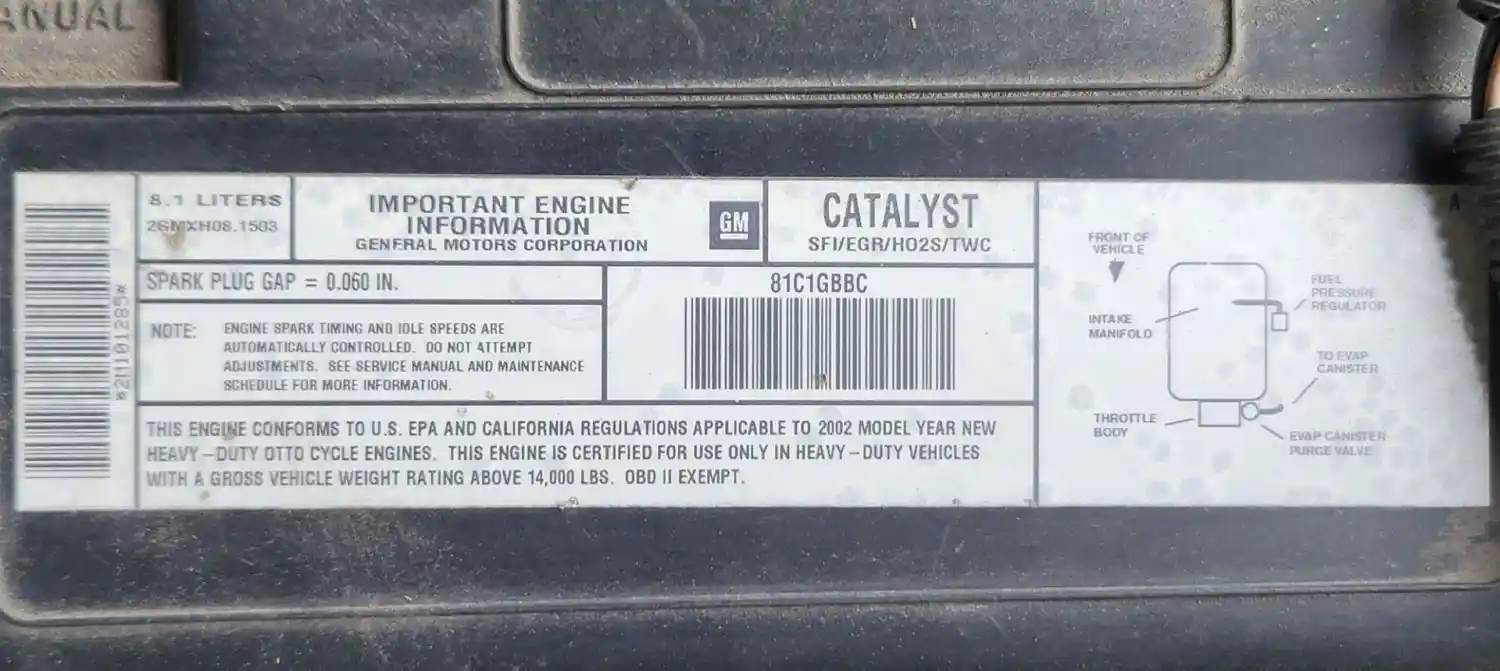 ANUAL
8.1 LITERS
2GMXH08.1503
IMPORTANT ENGINE
INFORMATION
GENERAL MOTORS CORPORATION
GM
CATALYST
SFI/EGR/HO2S/TWC
SPARK PLUG GAP = 0.060 IN.
NOTE: ENGINE SPARK TIMING AND IDLE SPEEDS ARE
AUTOMATICALLY CONTROLLED. DO NOT ATTEMPT
ADJUSTMENTS. SEE SERVICE MANUAL AND MAINTENANCE
SCHEDULE FOR MORE INFORMATION.
81C1GBBC
*2M101285*
THIS ENGINE CONFORMS TO U.S. EPA AND CALIFORNIA REGULATIONS APPLICABLE TO 2002 MODEL YEAR NEW
HEAVY-DUTY OTTO CYCLE ENGINES. THIS ENGINE IS CERTIFIED FOR USE ONLY IN HEAVY-DUTY VEHICLES
WITH A GROSS VEHICLE WEIGHT RATING ABOVE 14,000 LBS. OBD II EXEMPT.
FRONT OF
VEHICLE
INTAKE
MANIFOLD
THROTTLE
BODY
FUEL
PRESSURE
REGULATOR
TO EVAP
CANISTER
EVAP CANISTER
PURGE VALVE
A